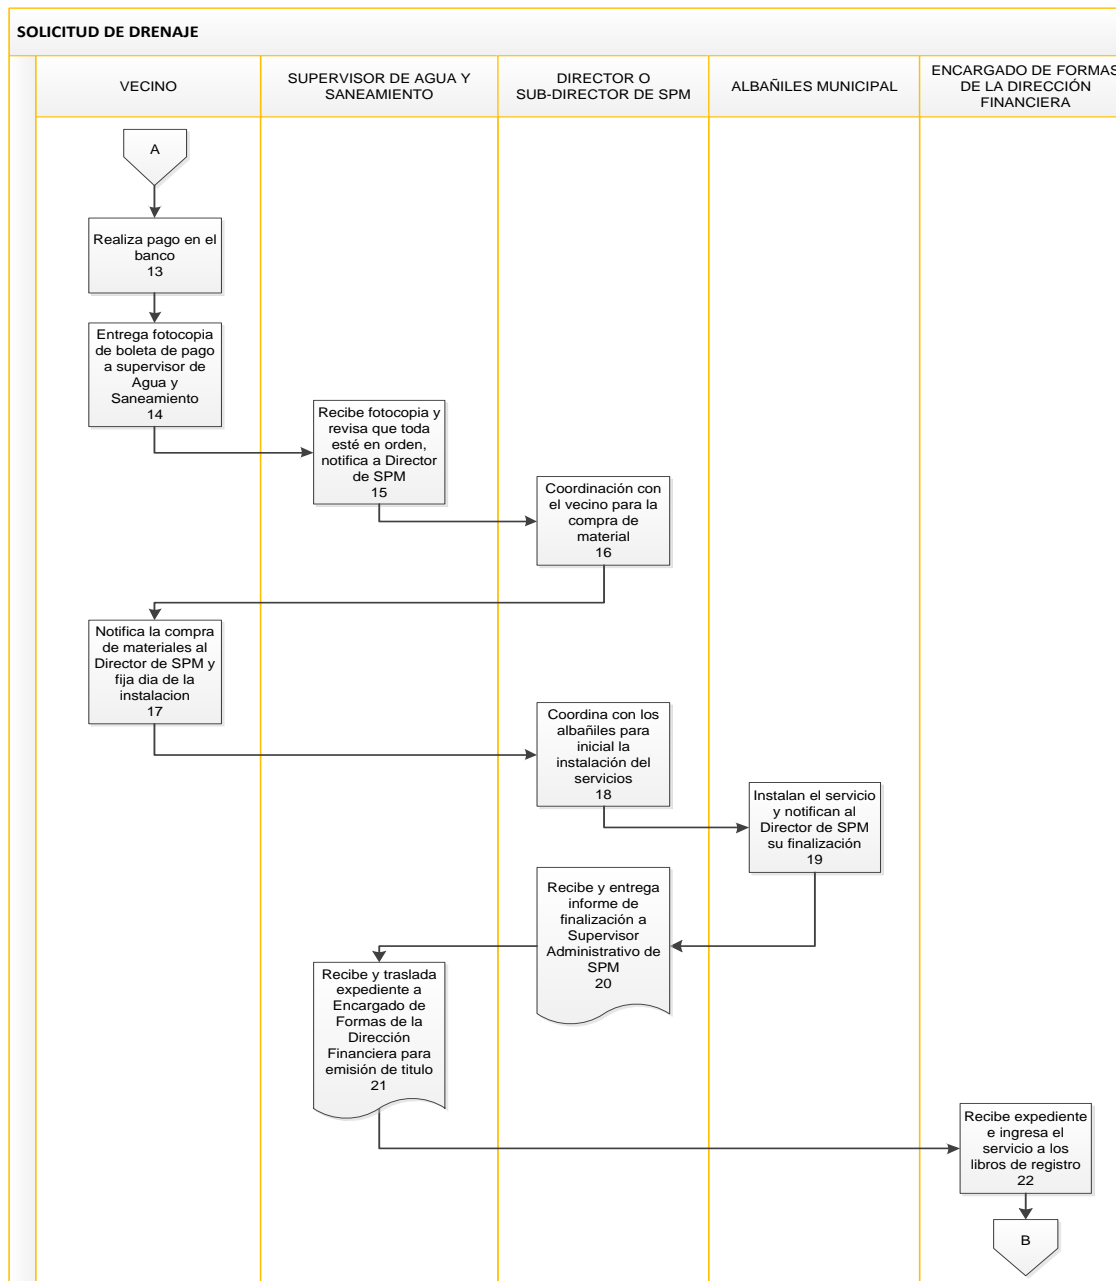 SOLICITUD DE DRENAJE
VECINO
SUPERVISOR DE AGUA Y
SANEAMIENTO
DIRECTOR O
SUB-DIRECTOR DE SPM
ALBAÑILES MUNICIPAL
ENCARGADO DE FORMAS
DE LA DIRECCIÓN
FINANCIERA
A
Realiza pago en el
banco
13
Entrega fotocopia
de boleta de pago
a supervisor de
Agua y
Saneamiento
14
Recibe fotocopia y
revisa que toda
esté en orden,
notifica a Director
de SPM
15
Coordinación con
el vecino para la
compra de
material
16
Notifica la compra
de materiales al
Director de SPM y
fija dia de la
instalacion
17
Coordina con los
albañiles para
inicial la
instalación del
servicios
18
Instalan el servicio
y notifican al
Director de SPM
su finalización
19
Recibe y entrega
informe de
finalización a
Supervisor
Administrativo de
SPM
20
Recibe y traslada
expediente a
Encargado de
Formas de la
Dirección
Financiera para
emisión de titulo
21
Recibe expediente
e ingresa el
servicio a los
libros de registro
22
B